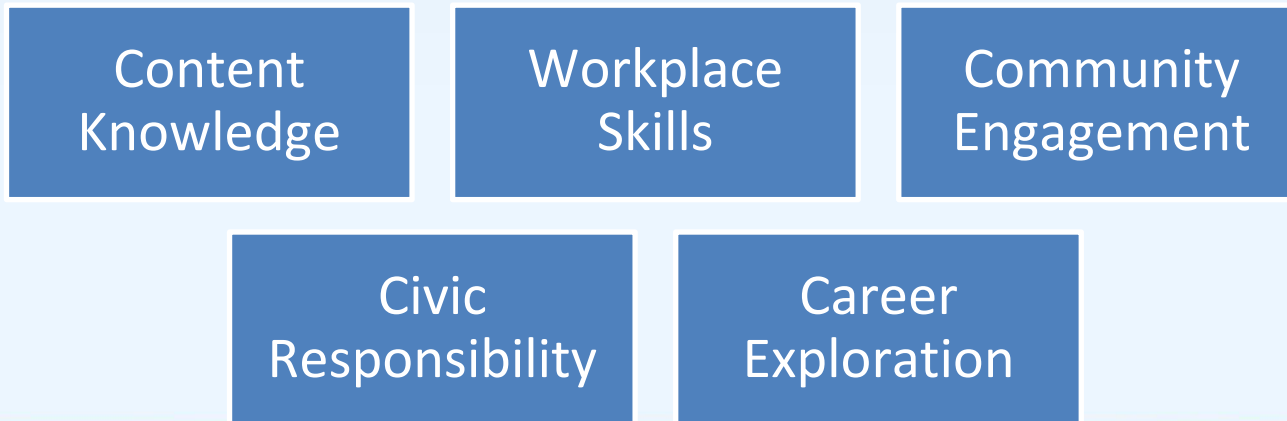 Content
Knowledge
Workplace
Skills
Community
Engagement
Civic
Responsibility
Career
Exploration